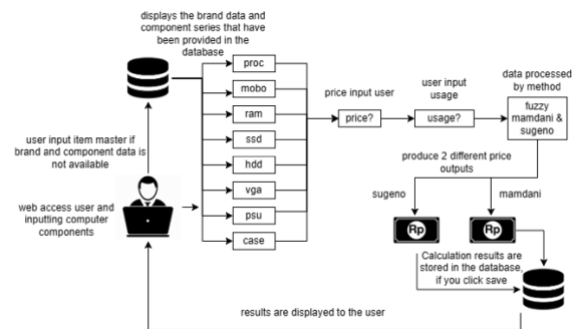 displays the brand data and
component series that have
been provided in the
database
proc
mobo
ram
ssd
hdd
vga
psu
case
user input item master if
brand and component data is
not available
web access user and
inputting computer
components
price input user
price?
user input
usage
usage?
data processed
by method
fuzzy
mamdani &
sugeno
produce 2 different price
outputs
sugeno
mamdani
Rp
Rp
Calculation results are
stored in the database,
if you click save
results are displayed to the user